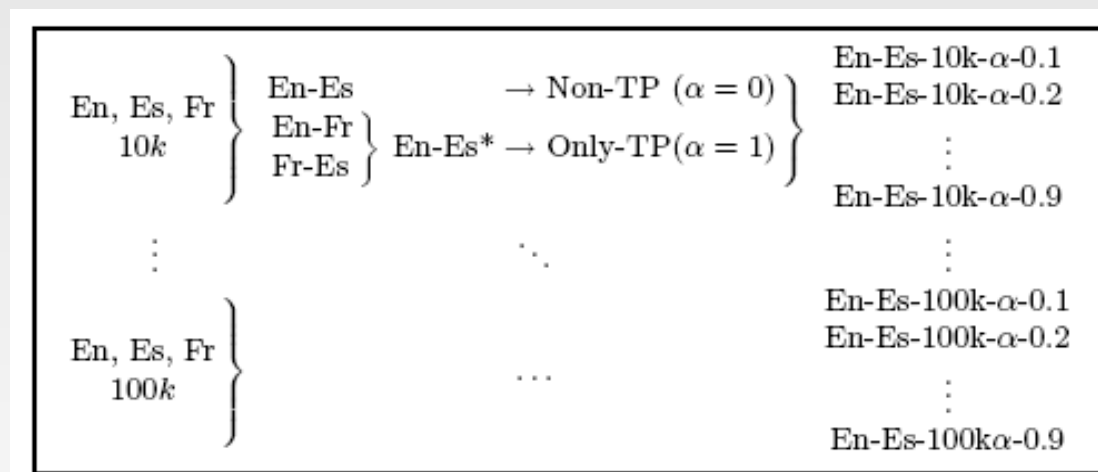 En, Es, Fr
10k
En-Es → Non-TP (α = 0)
En-Fr
Fr-Es
En-Es* → Only-TP(α = 1)
En-Es-10k-α-0.1
En-Es-10k-α-0.2
⋮
En-Es-10k-α-0.9
⋮
⋱
⋮
En, Es, Fr
100k
...
En-Es-100k-α-0.1
En-Es-100k-α-0.2
⋮
En-Es-100kα-0.9